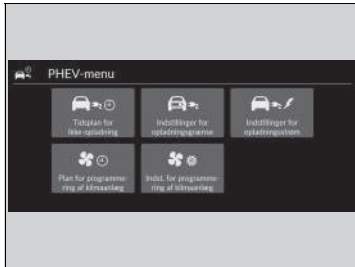 PHEV-menu
Tidsplan for
ikke-opladning
Indstillinger for
opladningsgrænse
Indstillinger for
opladningsstrøm
Plan for programme-
ring af klimaanlæg
Indst. for programme-
ring af klimaanlæg